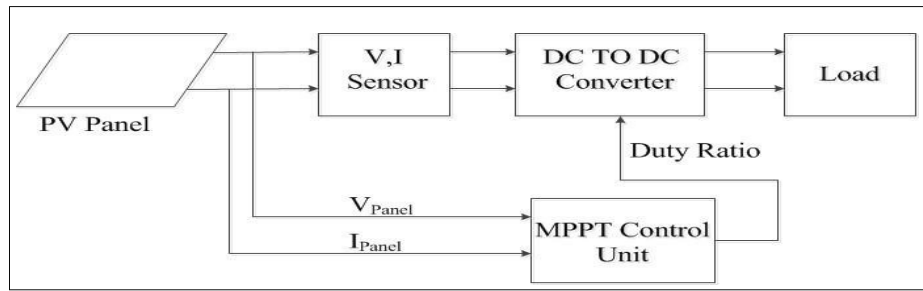 V,I
Sensor
DC TO DC
Converter
Load
PV Panel
Duty Ratio
VPanel
IPanel
MPPT Control
Unit